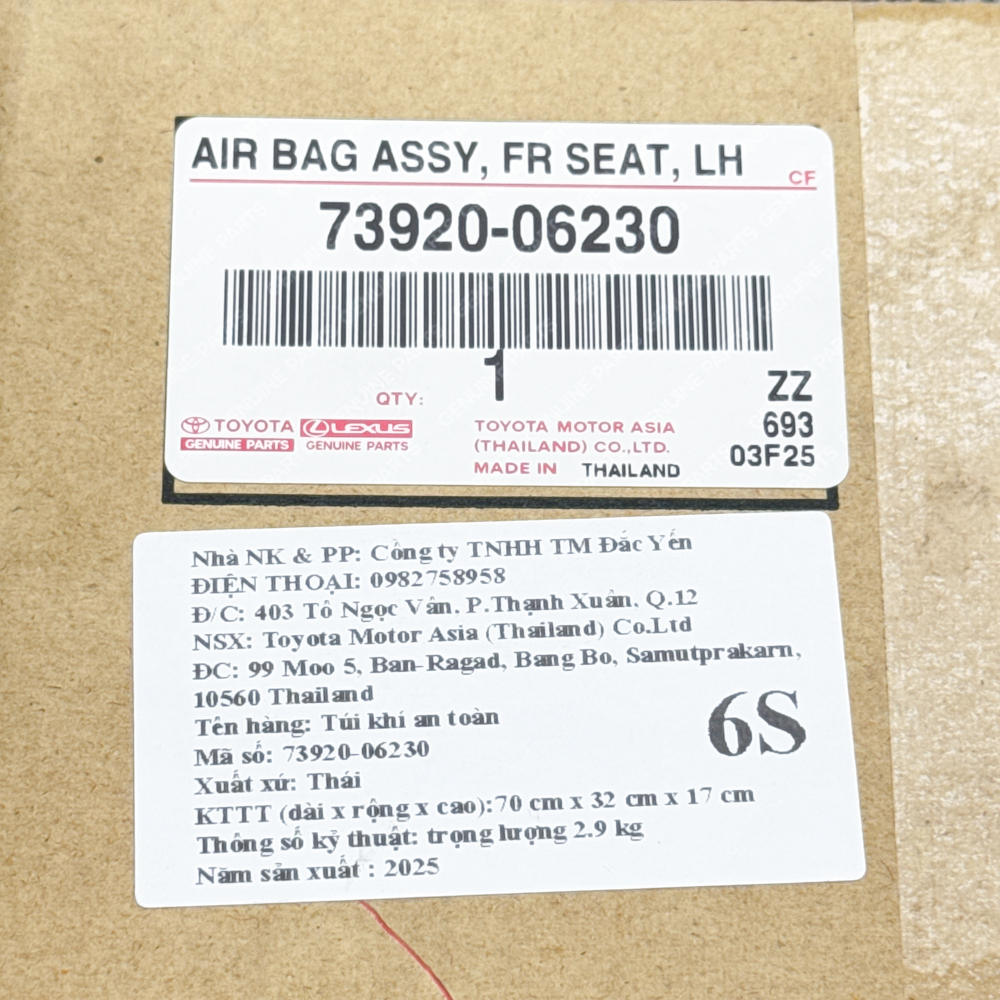 AIR BAG ASSY, FR SEAT, LH
CF
73920-06230
QTY: 1
ZZ
693
03F25
TOYOTA
GENUINE PARTS
LEXUS
GENUINE PARTS
TOYOTA MOTOR ASIA
(THAILAND) CO.,LTD.
MADE IN THAILAND
Nhà NK & PP: Công ty TNHH TM Đắc Yến
ĐIỆN THOẠI: 0982758958
Đ/C: 403 Tô Ngọc Vân. P.Thạnh Xuân, Q.12
NSX: Toyota Motor Asia (Thailand) Co.Ltd
ĐC: 99 Moo 5, Ban-Ragad, Bang Bo, Samutprakarn,
10560 Thailand
Tên hàng: Túi khí an toàn
Mã số: 73920-06230
Xuất xứ: Thái
KTTT (dài x rộng x cao):70 cm x 32 cm x 17 cm
Thông số kỹ thuật: trọng lượng 2.9 kg
Năm sản xuất : 2025
6S